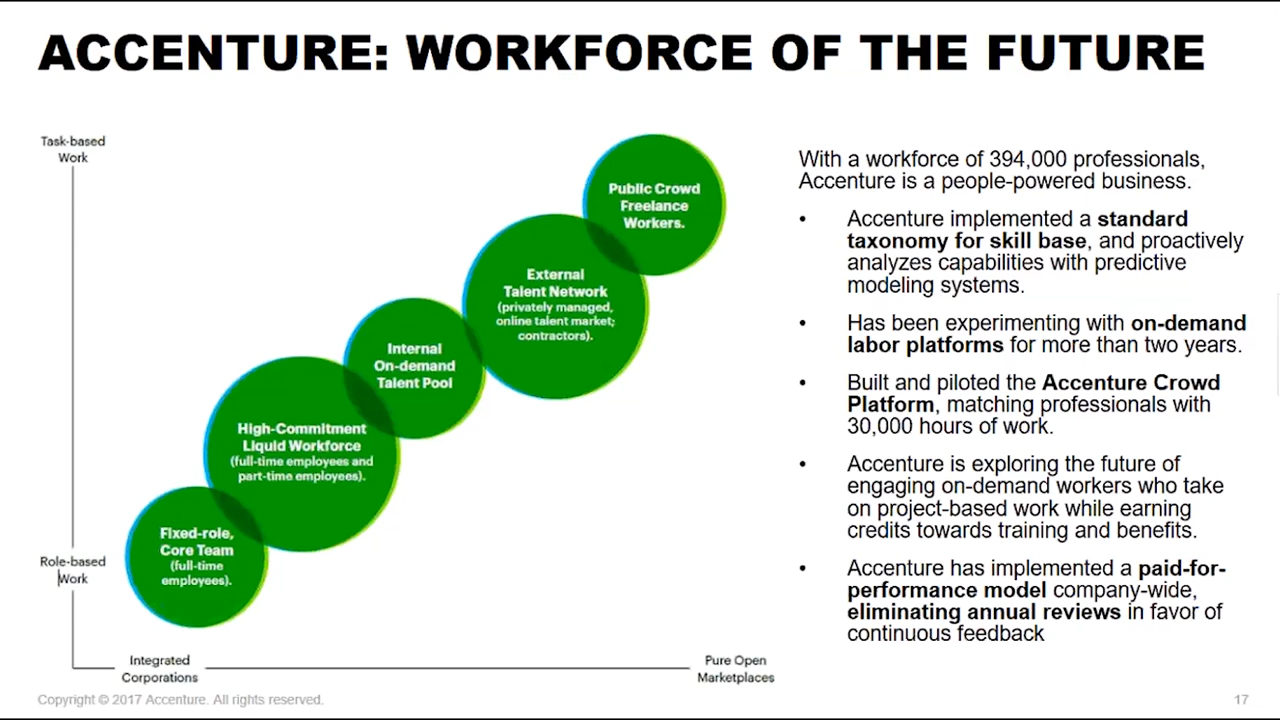 ACCENTURE: WORKFORCE OF THE FUTURE
Task-based
Work
Public Crowd
Freelance
Workers.
External
Talent Network
(privately managed,
online talent market;
contractors).
Internal
On-demand
Talent Pool
High-Commitment
Liquid Workforce
(full-time employees and
part-time employees).
Fixed-role,
Core Team
(full-time
employees).
Role-based
Work
Integrated
Corporations
Pure Open
Marketplaces
With a workforce of 394,000 professionals,
Accenture is a people-powered business.
• Accenture implemented a standard
taxonomy for skill base, and proactively
analyzes capabilities with predictive
modeling systems.
• Has been experimenting with on-demand
labor platforms for more than two years.
• Built and piloted the Accenture Crowd
Platform, matching professionals with
30,000 hours of work.
• Accenture is exploring the future of
engaging on-demand workers who take
on project-based work while earning
credits towards training and benefits.
• Accenture has implemented a paid-for-
performance model company-wide,
eliminating annual reviews in favor of
continuous feedback
Copyright © 2017 Accenture. All rights reserved.
17